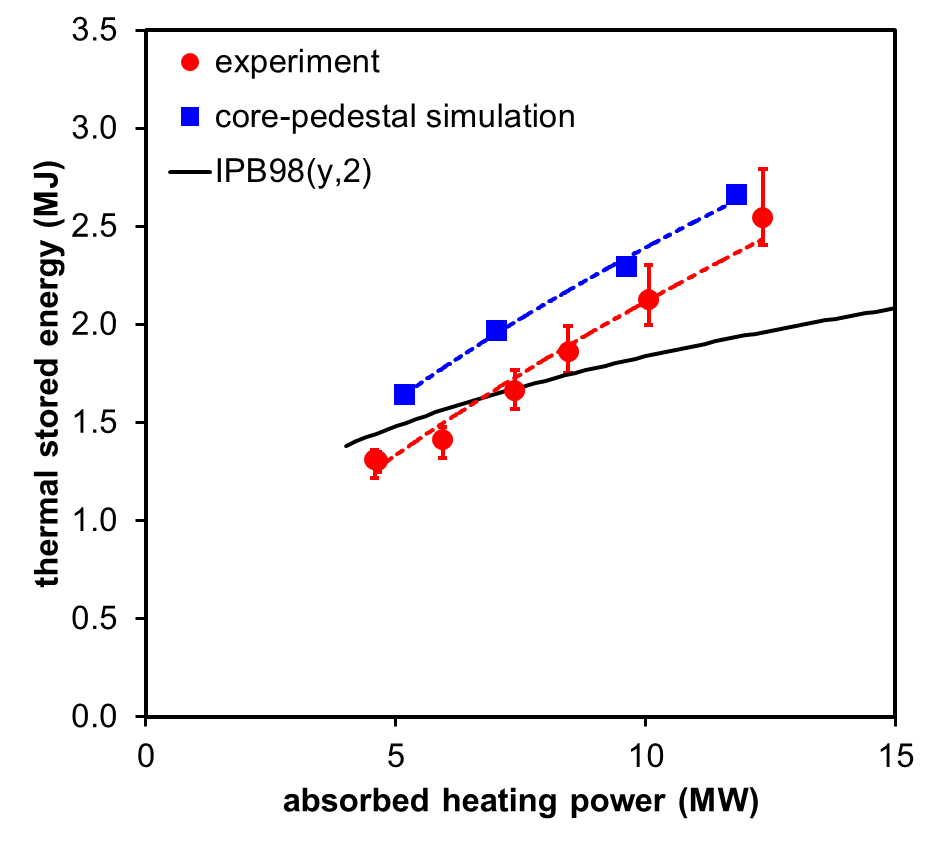 3.5
3.0
2.5
2.0
1.5
1.0
0.5
0.0
thermal stored energy (MJ)
experiment
core-pedestal simulation
IPB98(y,2)
0 5 10 15
absorbed heating power (MW)